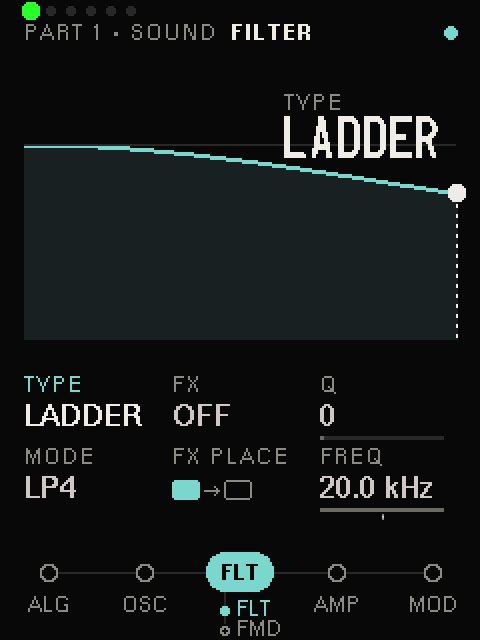 PART 1 • SOUND FILTER
TYPE
LADDER
TYPE FX Q
LADDER OFF 0
MODE FX PLACE FREQ
LP4 → 20.0 kHz
FLT
ALG OSC FLT AMP MOD
FMD